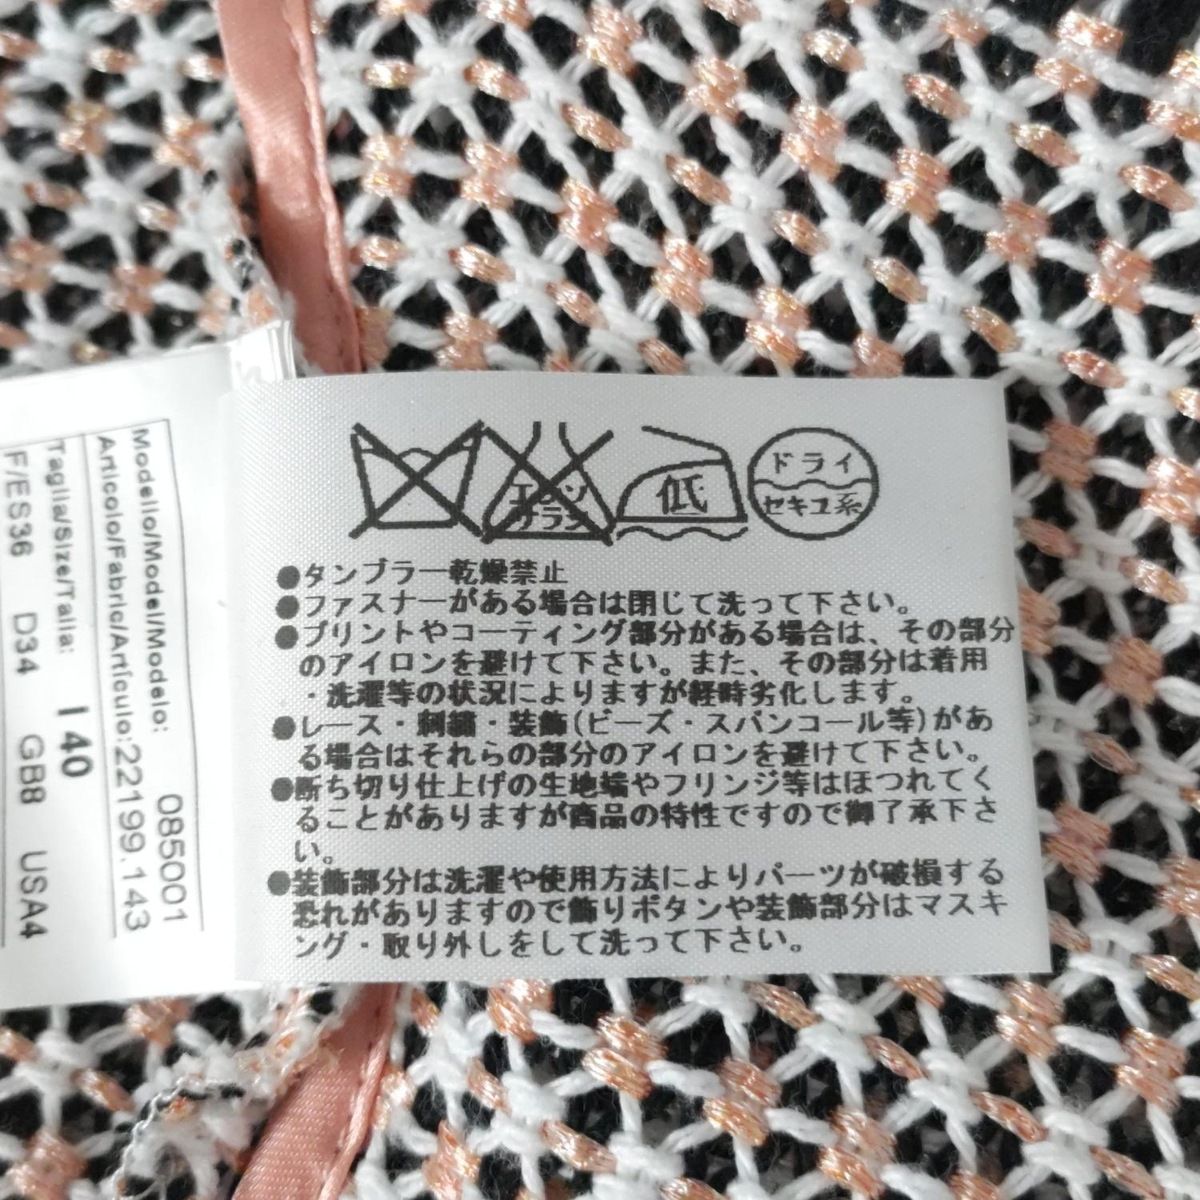 Modello/Model/Modelo: 085001
Articolo/Fabric/Artículo:22199.143
Taglia/Size/Talla: I 40
F/ES36 D34 GB8 USA4
エンソ
サラシ
低
ドライ
セキユ系
●タンブラー乾燥禁止
●ファスナーがある場合は閉じて洗って下さい。
●プリントやコーティング部分がある場合は、その部分
のアイロンを避けて下さい。また、その部分は着用
・洗濯等の状況によりますが経時劣化します。
●レース・刺繍・装飾(ビーズ・スパンコール等)があ
る場合はそれらの部分のアイロンを避けて下さい。
●断ち切り仕上げの生地端やフリンジ等はほつれてく
ることがありますが商品の特性ですので御了承下さ
い。
●装飾部分は洗濯や使用方法によりパーツが破損する
恐れがありますので飾りボタンや装飾部分はマスキ
ング・取り外しをして洗って下さい。